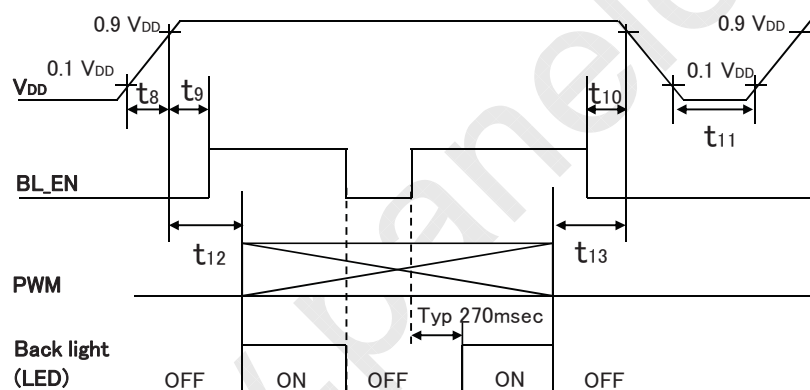 0.9 VDD
0.9 VDD
0.1 VDD
0.1 VDD
VDD
t8
t9
t10
t11
BL_EN
t12
t13
PWM
Typ 270msec
Back light
(LED)
OFF
ON
OFF
ON
OFF